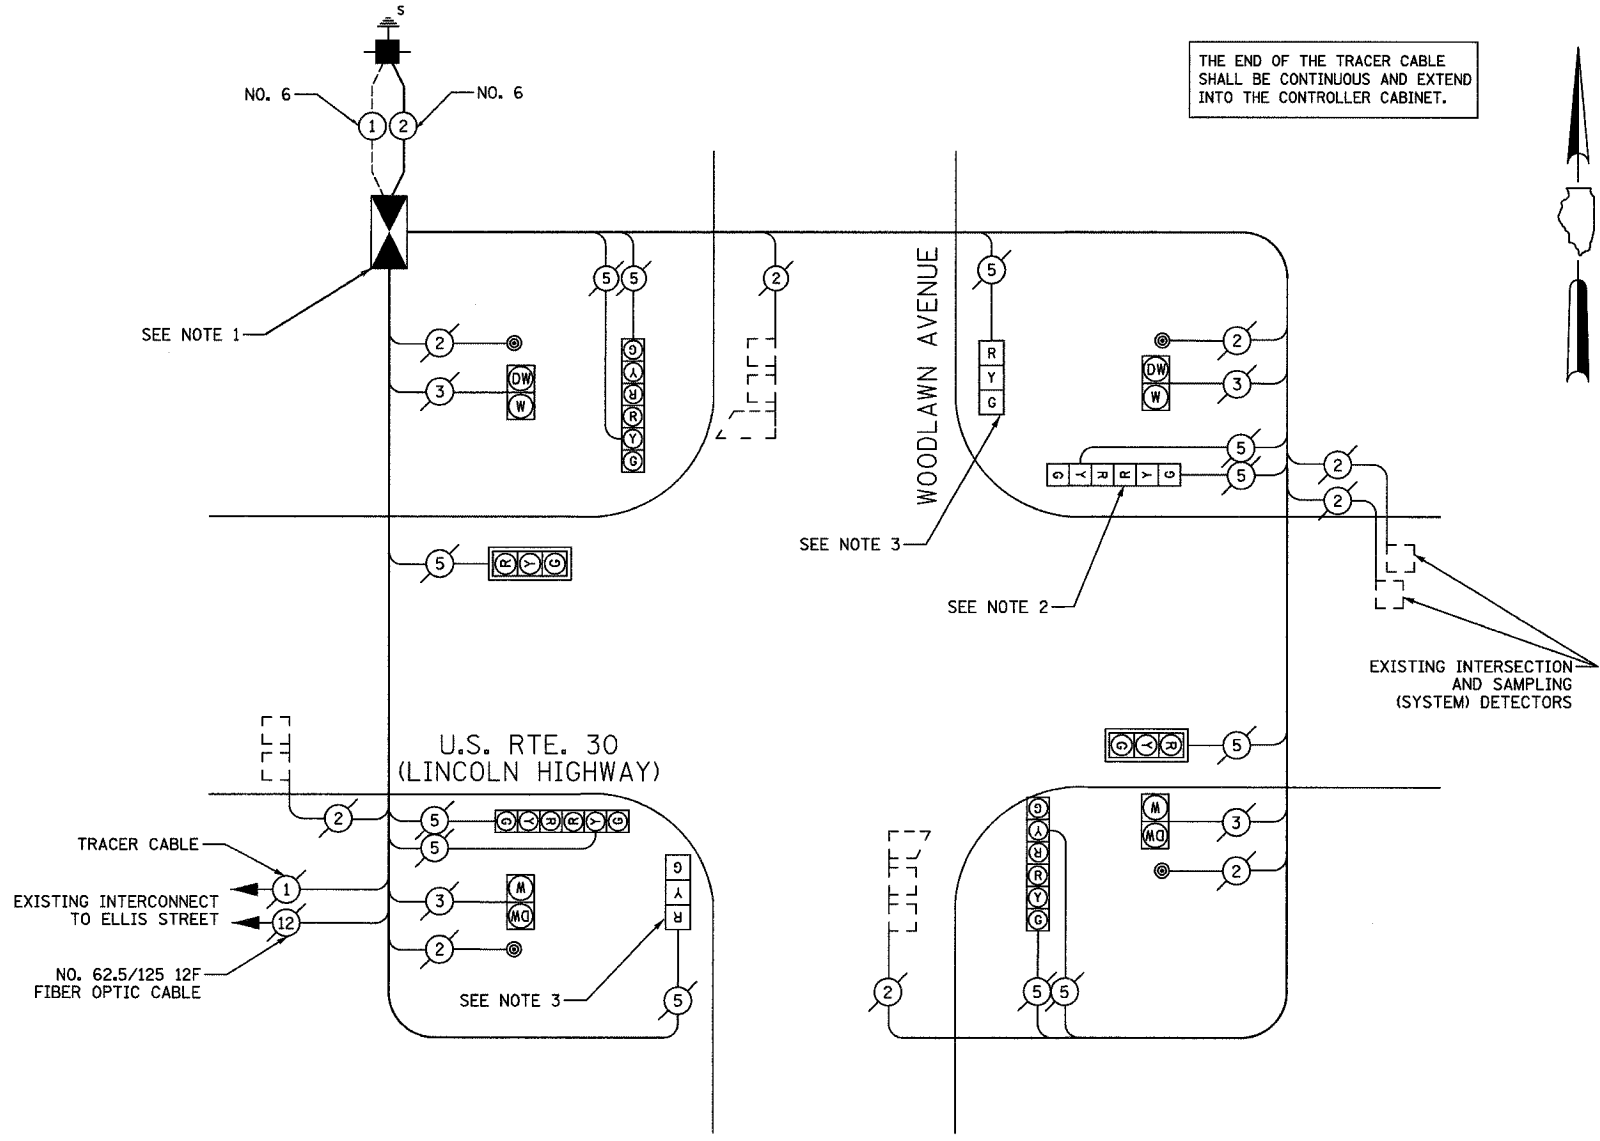 S
THE END OF THE TRACER CABLE
SHALL BE CONTINUOUS AND EXTEND
INTO THE CONTROLLER CABINET.
NO. 6
NO. 6
1
2
SEE NOTE 1
5
5
2
5
WOODLAWN AVENUE
2
2
3
DW
W
G
Y
R
R
Y
G
R
Y
G
DW
W
3
5
5
G Y R R Y G
2
2
SEE NOTE 3
SEE NOTE 2
5
R Y G
EXISTING INTERSECTION
AND SAMPLING
(SYSTEM) DETECTORS
U.S. RTE. 30
(LINCOLN HIGHWAY)
G Y R
5
2
5
G Y R R Y G
5
TRACER CABLE
1
EXISTING INTERCONNECT
TO ELLIS STREET
12
NO. 62.5/125 12F
FIBER OPTIC CABLE
3
W
DW
2
G
Y
R
SEE NOTE 3
5
G
Y
R
R
Y
G
W
DW
3
2
2
5
5